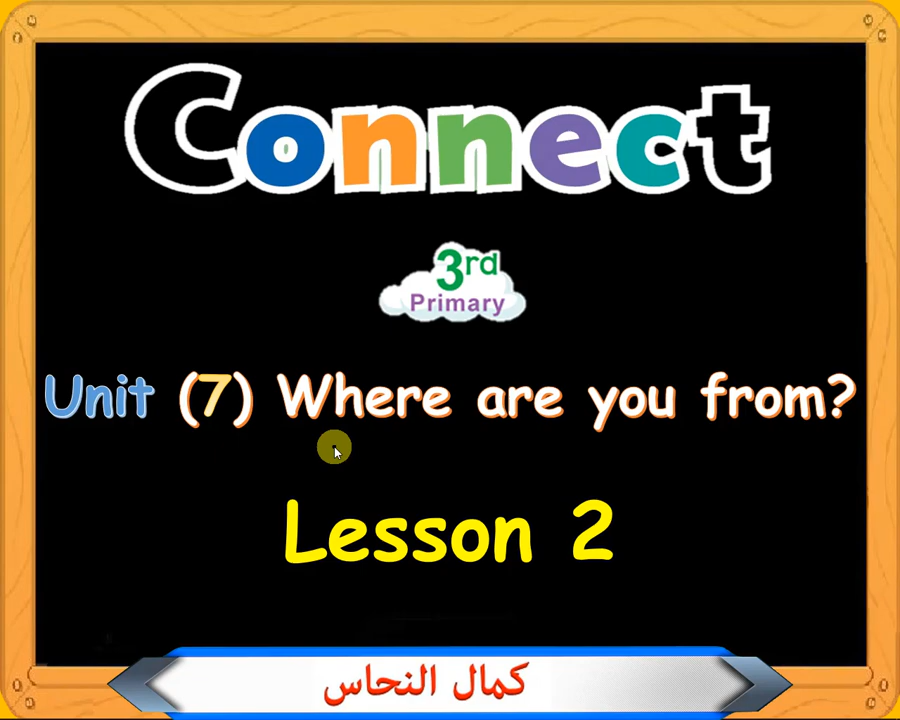 Connect
3rd
Primary
Unit (7) Where are you from?
Lesson 2
كمال النحاس